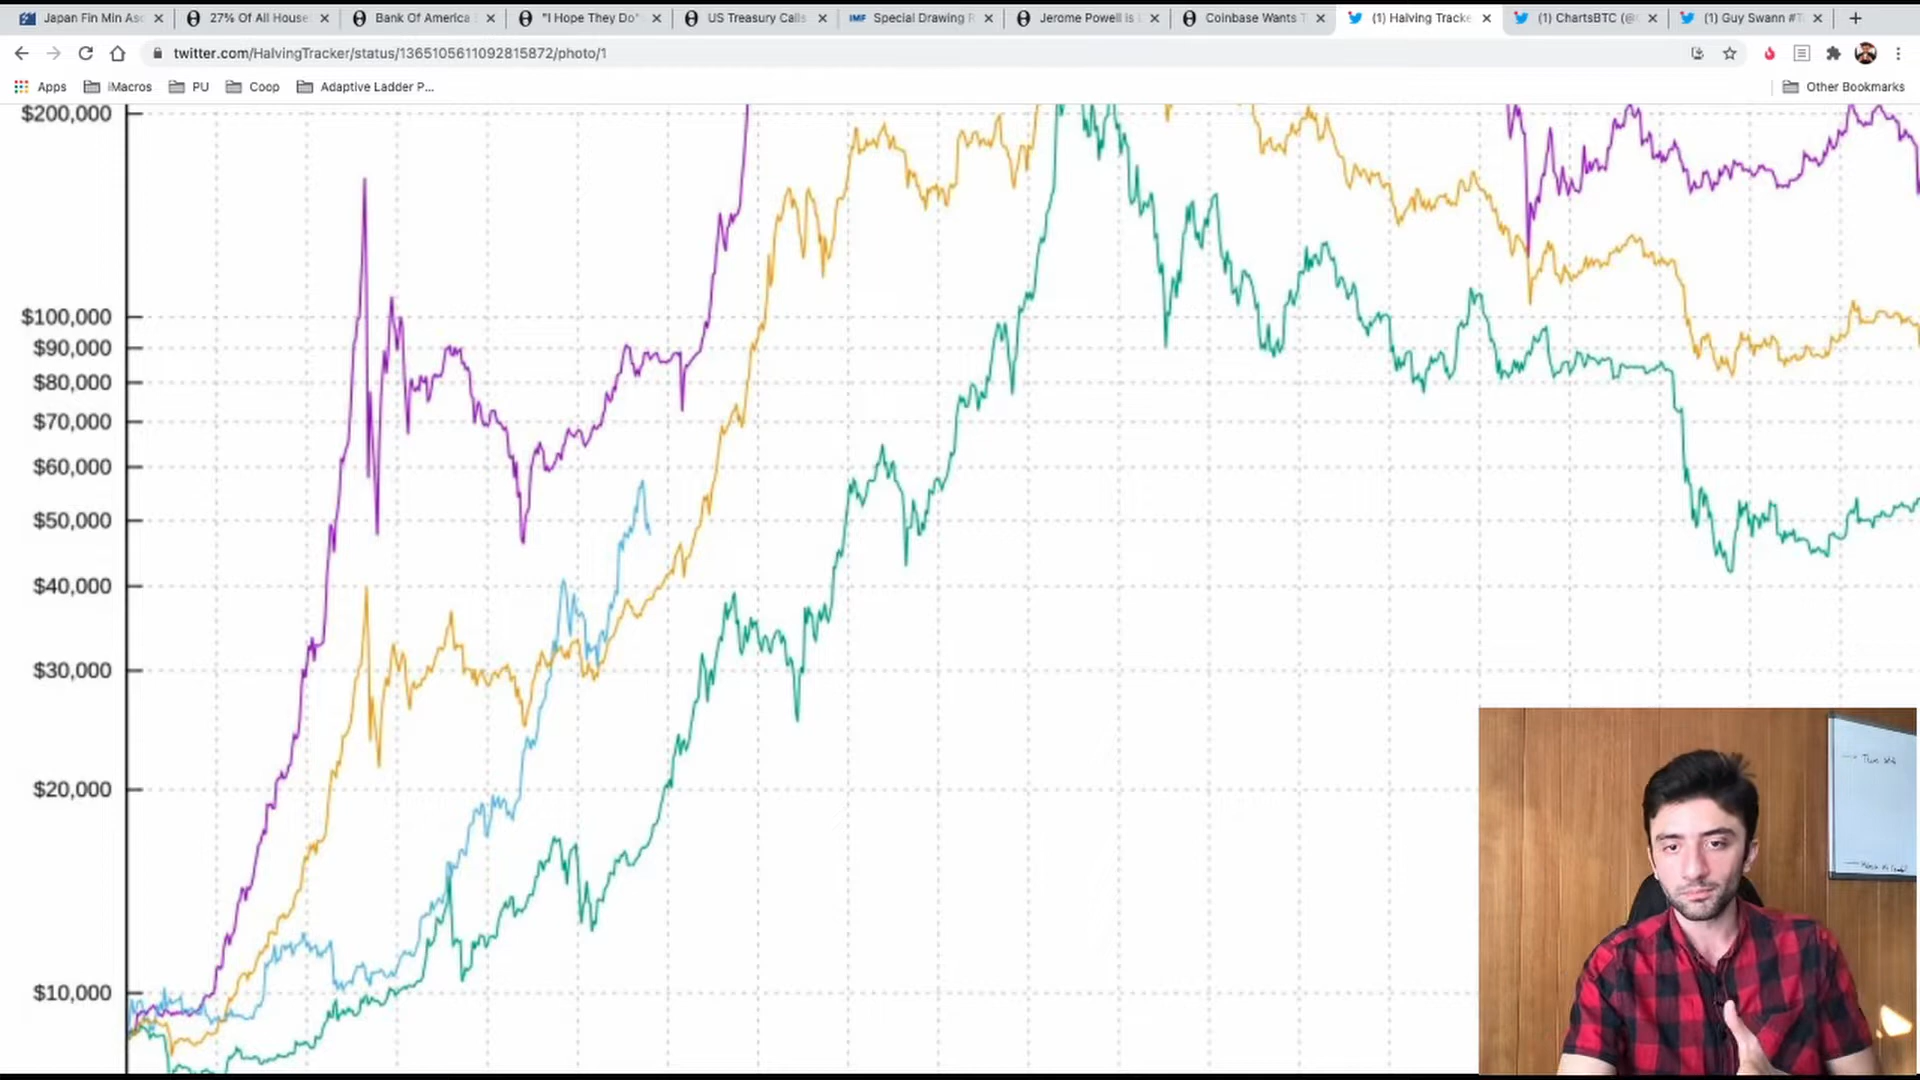 Japan Fin Min Aso
27% Of All House
Bank Of America
"I Hope They Do"
US Treasury Calls
IMF Special Drawing R
Jerome Powell is
Coinbase Wants T
(1) Halving Tracke
(1) ChartsBTC (@
(1) Guy Swann #T
twitter.com/HalvingTracker/status/1365105611092815872/photo/1
Apps
iMacros
PU
Coop
Adaptive Ladder P...
Other Bookmarks
$200,000
$100,000
$90,000
$80,000
$70,000
$60,000
$50,000
$40,000
$30,000
$20,000
$10,000